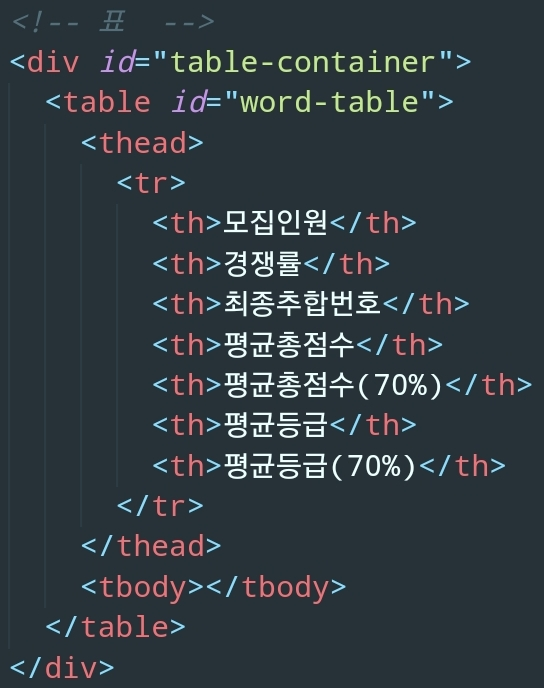 <!-- 표  -->
<div id="table-container">
<table id="word-table">
<thead>
<tr>
<th>모집인원</th>
<th>경쟁률</th>
<th>최종추합번호</th>
<th>평균총점수</th>
<th>평균총점수(70%)</th>
<th>평균등급</th>
<th>평균등급(70%)</th>
</tr>
</thead>
<tbody></tbody>
</table>
</div>